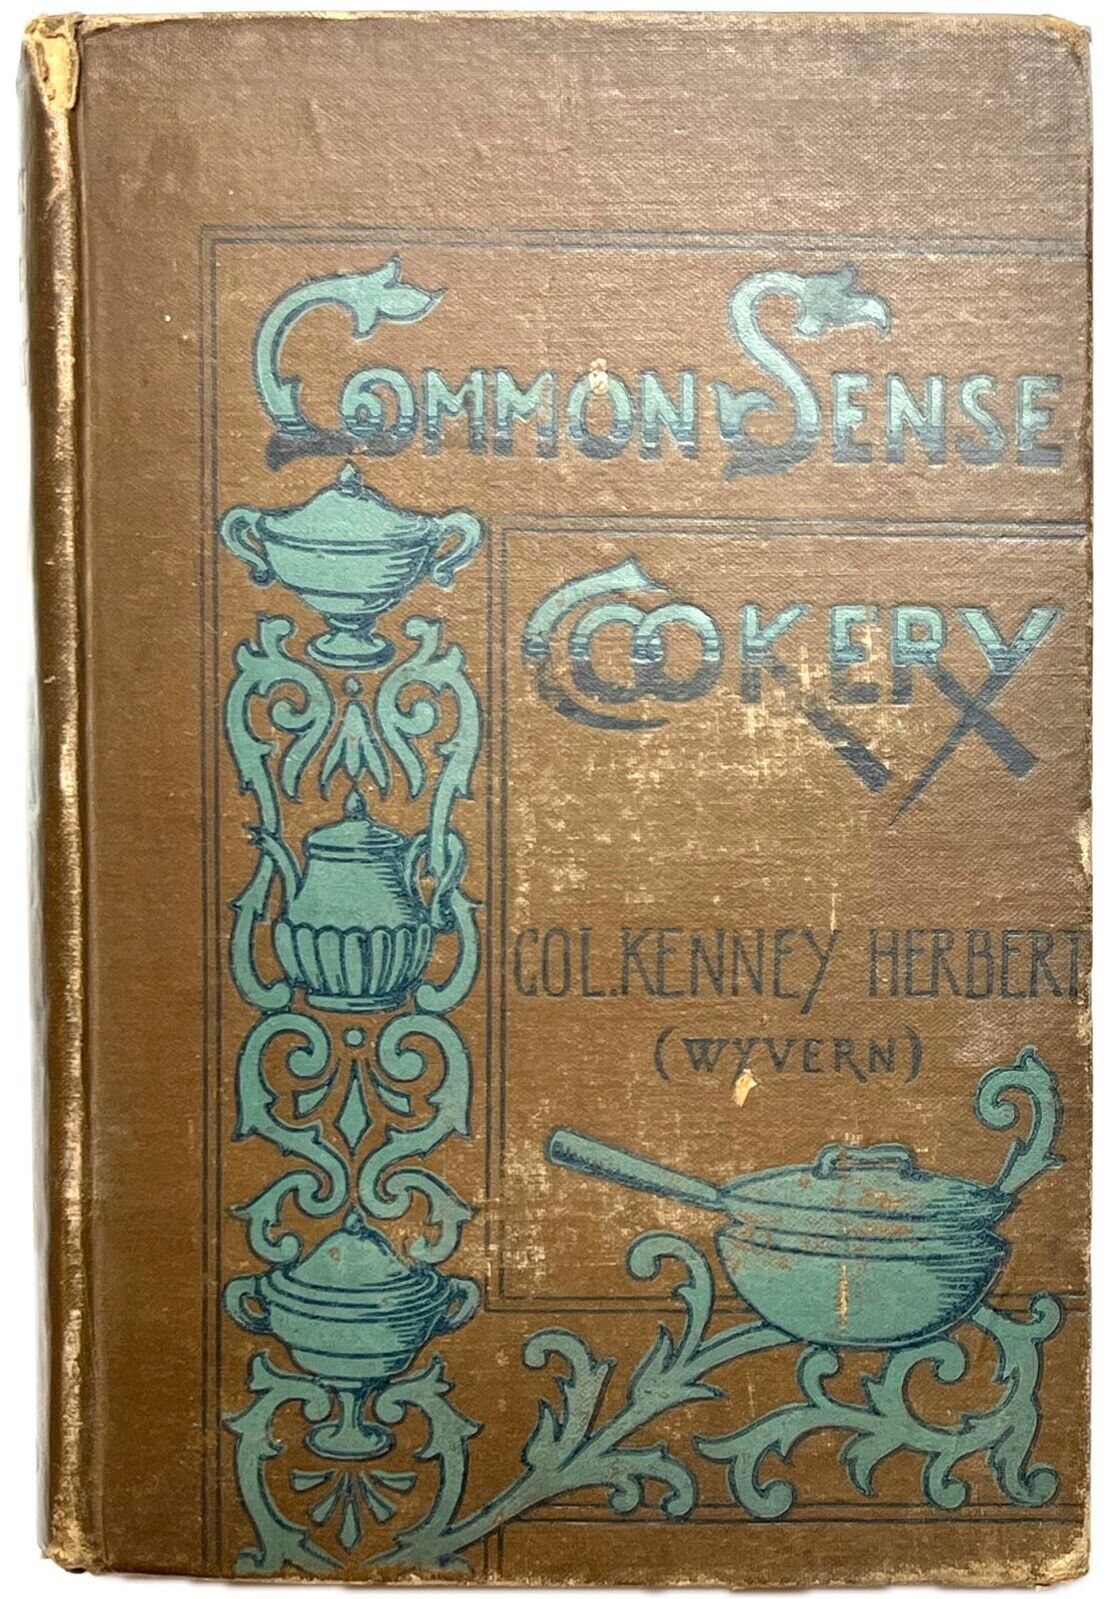 COMMON SENSE
COOKERY
COL. KENNEY HERBERT
(WYVERN)